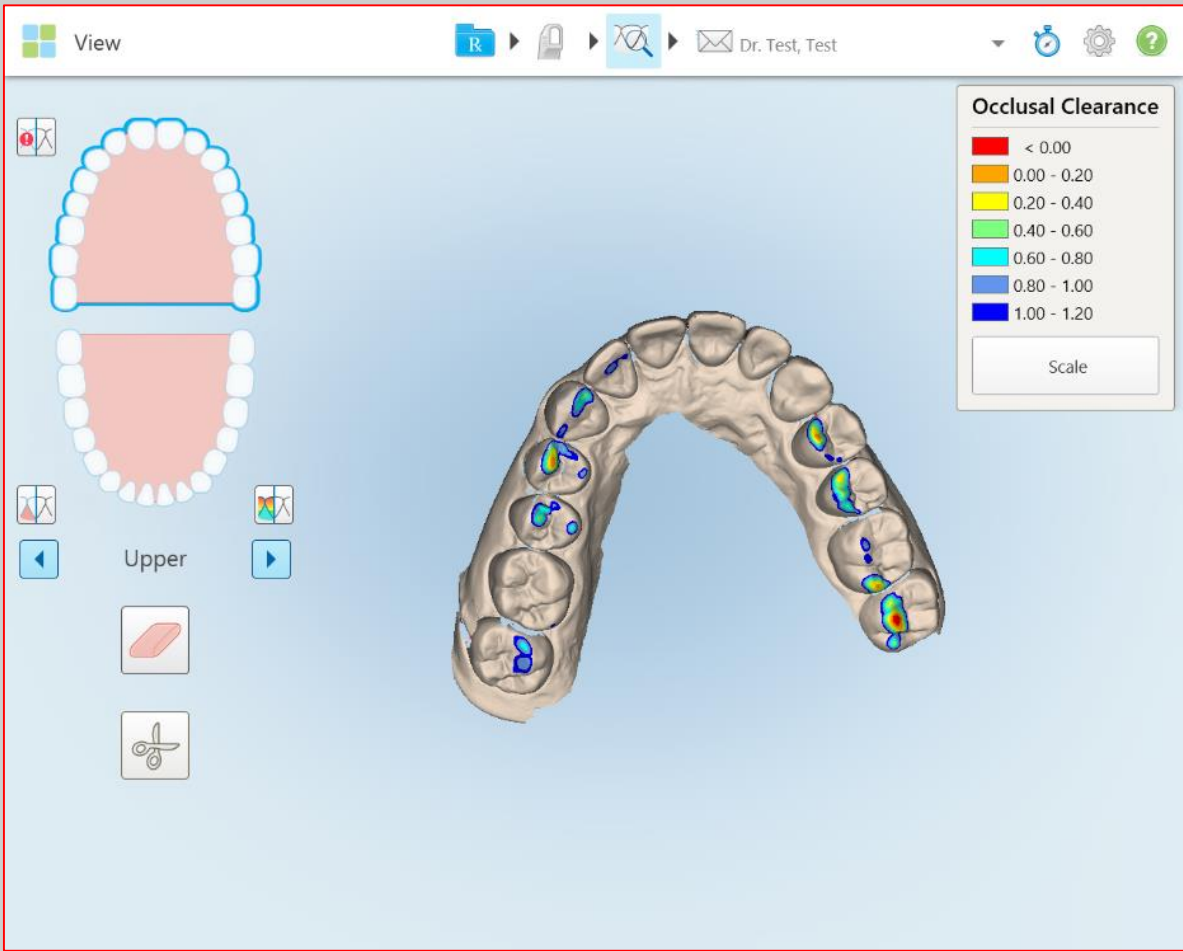 View
R
Dr. Test, Test
?
Occlusal Clearance
< 0.00
0.00 - 0.20
0.20 - 0.40
0.40 - 0.60
0.60 - 0.80
0.80 - 1.00
1.00 - 1.20
Scale
Upper